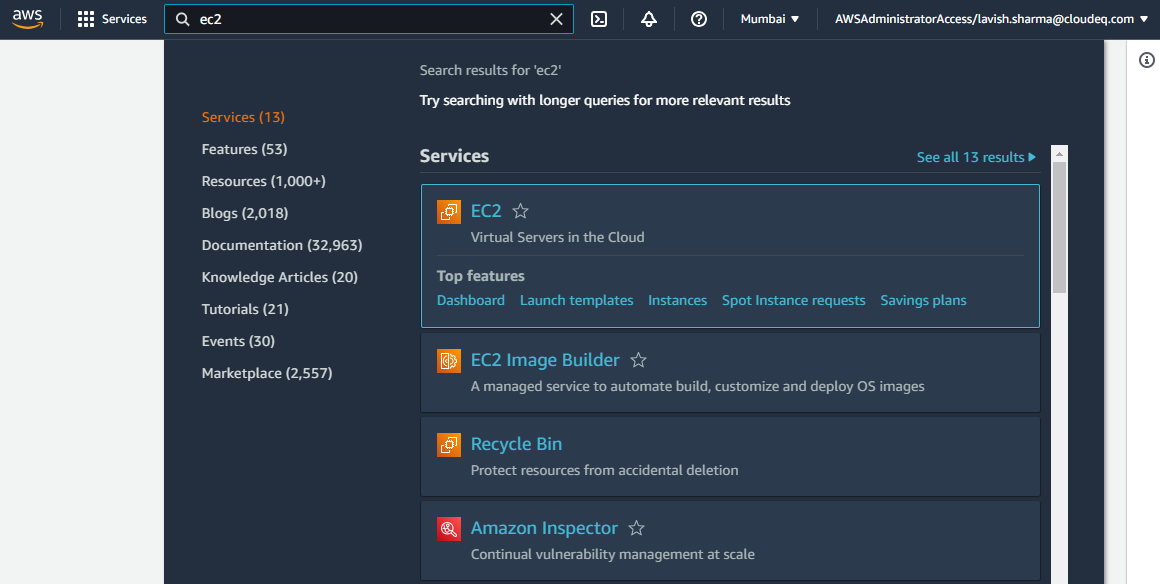 aws
Services
ec2
Mumbai
AWSAdministratorAccess/lavish.sharma@cloudeq.com
Services (13)
Features (53)
Resources (1,000+)
Blogs (2,018)
Documentation (32,963)
Knowledge Articles (20)
Tutorials (21)
Events (30)
Marketplace (2,557)
Search results for 'ec2'
Try searching with longer queries for more relevant results
Services
See all 13 results
EC2
Virtual Servers in the Cloud
Top features
Dashboard Launch templates Instances Spot Instance requests Savings plans
EC2 Image Builder
A managed service to automate build, customize and deploy OS images
Recycle Bin
Protect resources from accidental deletion
Amazon Inspector
Continual vulnerability management at scale